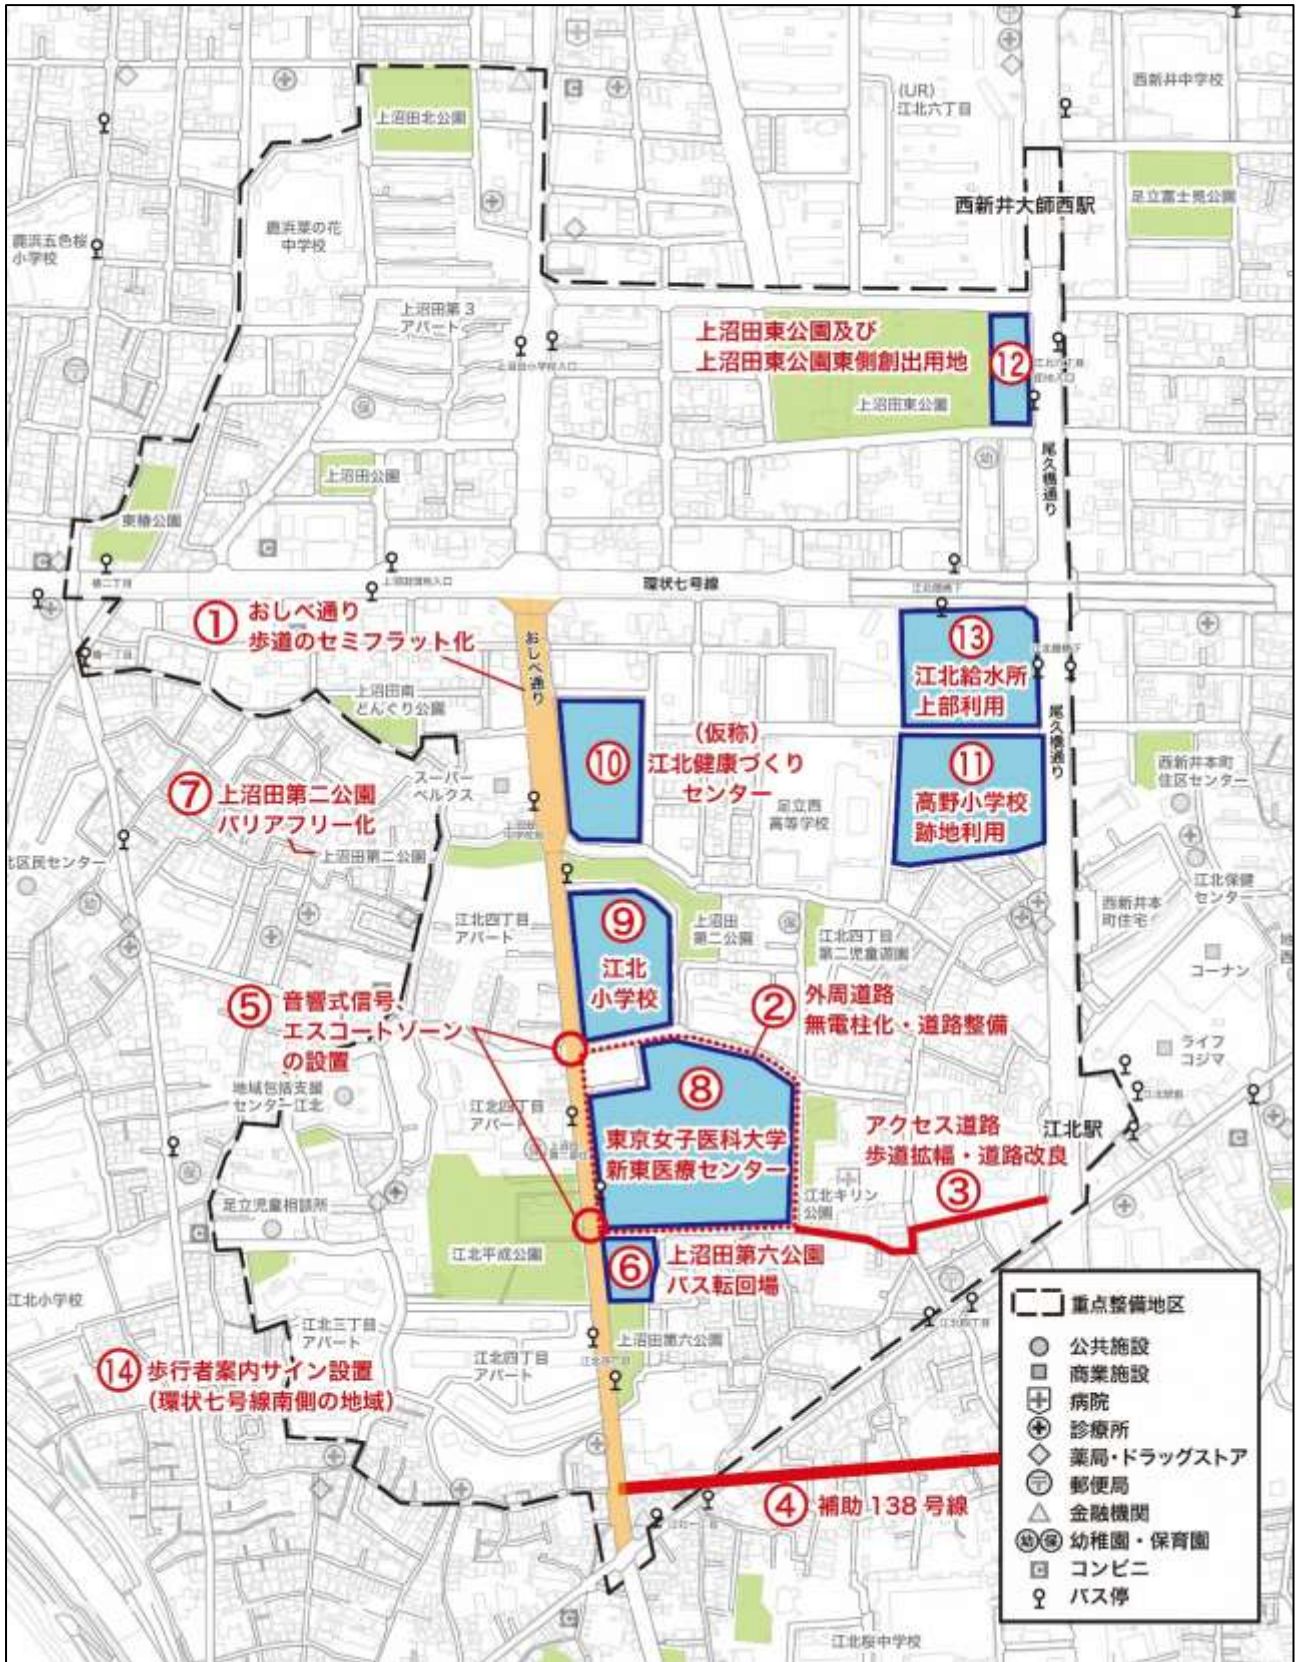 西新井中学校
(UR)
江北六丁目
上沼田北公園
足立富士見公園
西新井大師西駅
鹿浜菜の花
中学校
鹿浜五色桜
小学校
上沼田第3
アパート
上沼田東公園及び
上沼田東公園東側創出用地
⑫
上沼田東公園
幼
保
尾久橋通り
上沼田公園
東椿公園
環状七号線
① おしべ通り
歩道のセミフラット化
おしべ通り
⑬
江北給水所
上部利用
上沼田南
どんぐり公園
尾久橋通り
⑩
(仮称)
江北健康づくり
センター
⑪
高野小学校
跡地利用
スーパー
ベルクス
西新井本町
住区センター
⑦ 上沼田第二公園
バリアフリー化
足立西
高等学校
上沼田第二公園
北区民センター
江北保健
センター
幼
⑨
江北
小学校
江北四丁目
アパート
上沼田
第二公園
保
江北四丁目
第二児童遊園
西新井本
町住宅
コーナン
⑤ 音響式信号、
エスコートゾーン
の設置
② 外周道路
無電柱化・道路整備
ライフ
コジマ
地域包括支援
センター江北
⑧
東京女子医科大学
新東医療センター
江北四丁目
アパート
アクセス道路
歩道拡幅・道路改良
③
江北駅
保
足立児童相談所
江北キリン
公園
江北平成公園
⑥
上沼田第六公園
バス転回場
江北小学校
江北三丁目
アパート
江北四丁目
アパート
上沼田第六公園
⑭ 歩行者案内サイン設置
(環状七号線南側の地域)
④ 補助138号線
江北桜中学校
重点整備地区
公共施設
商業施設
病院
診療所
薬局・ドラッグストア
郵便局
金融機関
幼保 幼稚園・保育園
コンビニ
バス停